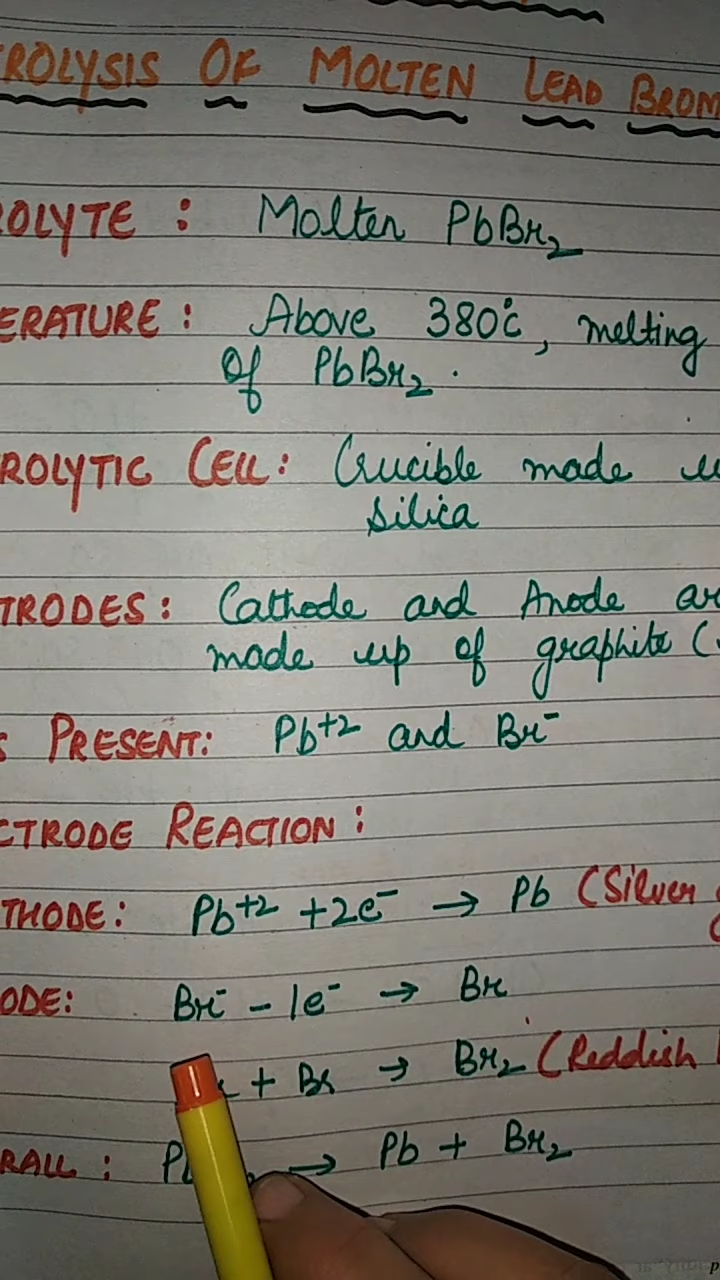 ROLYSIS OF MOLTEN LEAD BROM
OLYTE : Molten PbBr₂
ERATURE : Above 380°c, melting
of PbBr₂ .
ROLYTIC CELL : Crucible made u
silica
TRODES : Cathode and Anode ar
made up of graphite (
S PRESENT: Pb⁺² and Br⁻
CTRODE REACTION :
THODE : Pb⁺² + 2e⁻ → Pb (Silver g
ODE: Br⁻ – 1e⁻ → Br
+ Br → Br₂ (Reddish
RALL : → Pb + Br₂